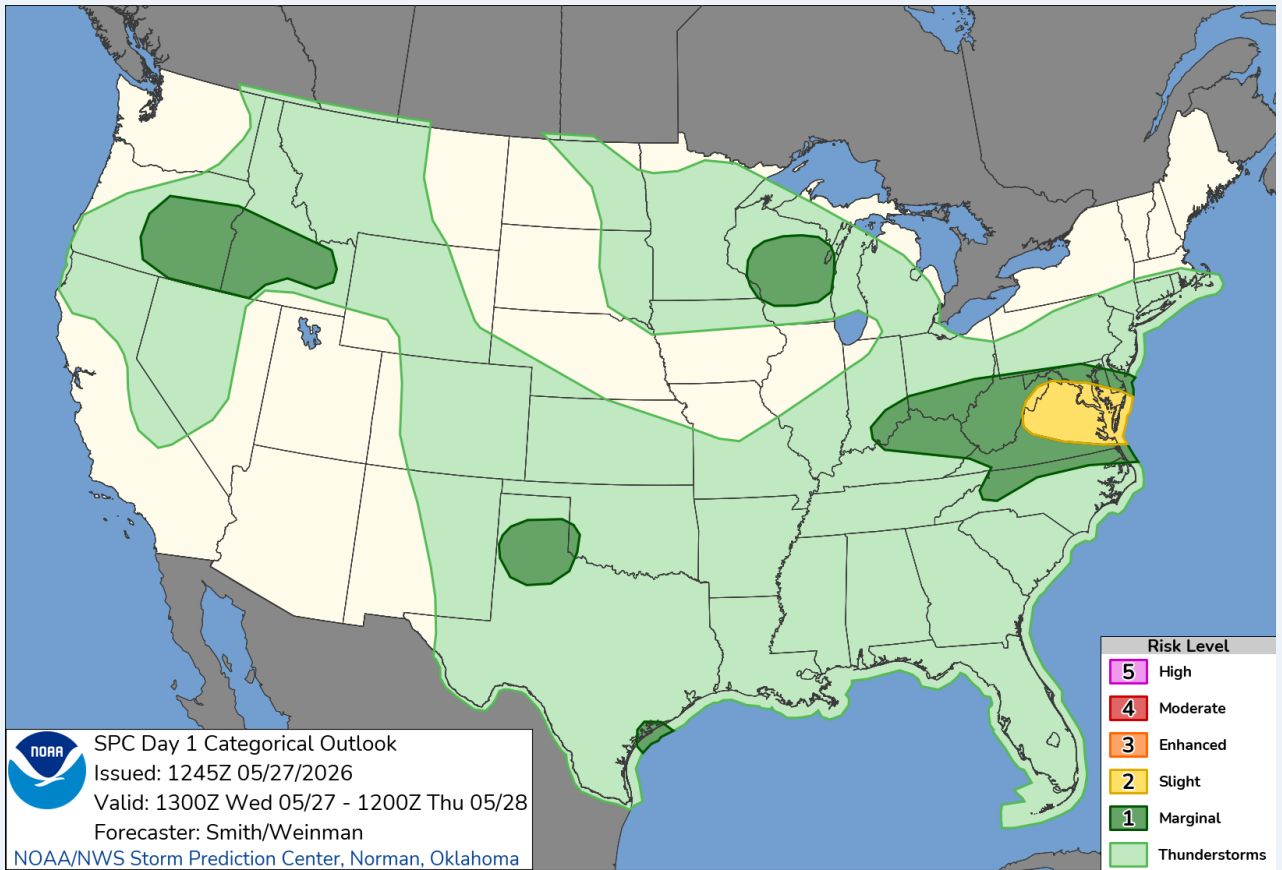 Risk Level
5 High
4 Moderate
3 Enhanced
2 Slight
1 Marginal
Thunderstorms
NOAA
SPC Day 1 Categorical Outlook
Issued: 1245Z 05/27/2026
Valid: 1300Z Wed 05/27 - 1200Z Thu 05/28
Forecaster: Smith/Weinman
NOAA/NWS Storm Prediction Center, Norman, Oklahoma